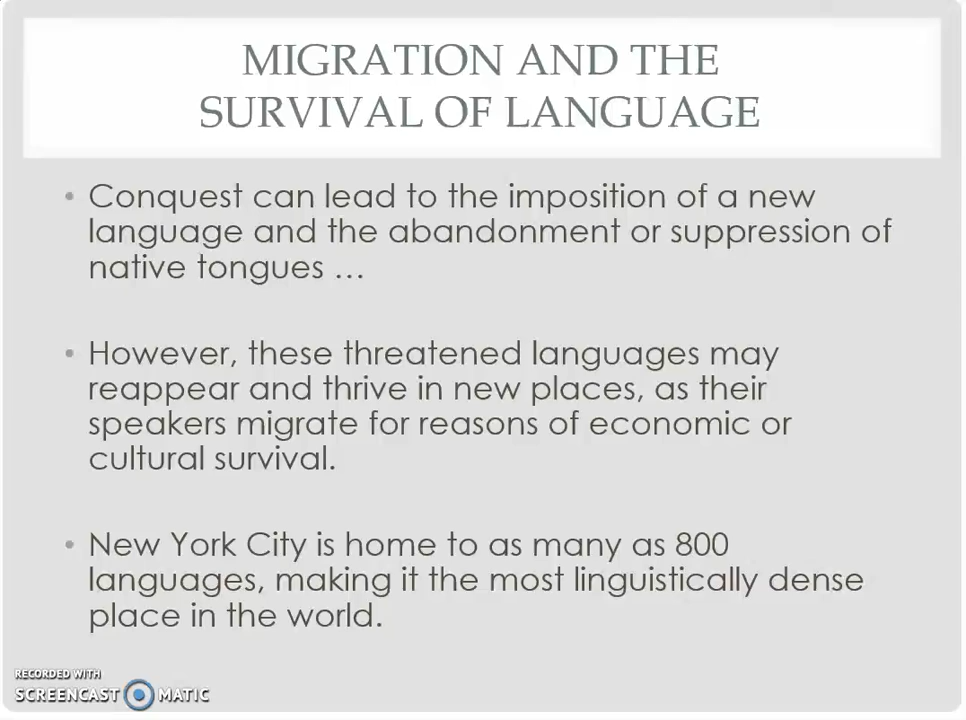 MIGRATION AND THE
SURVIVAL OF LANGUAGE
• Conquest can lead to the imposition of a new
language and the abandonment or suppression of
native tongues …
• However, these threatened languages may
reappear and thrive in new places, as their
speakers migrate for reasons of economic or
cultural survival.
• New York City is home to as many as 800
languages, making it the most linguistically dense
place in the world.
RECORDED WITH
SCREENCAST MATIC